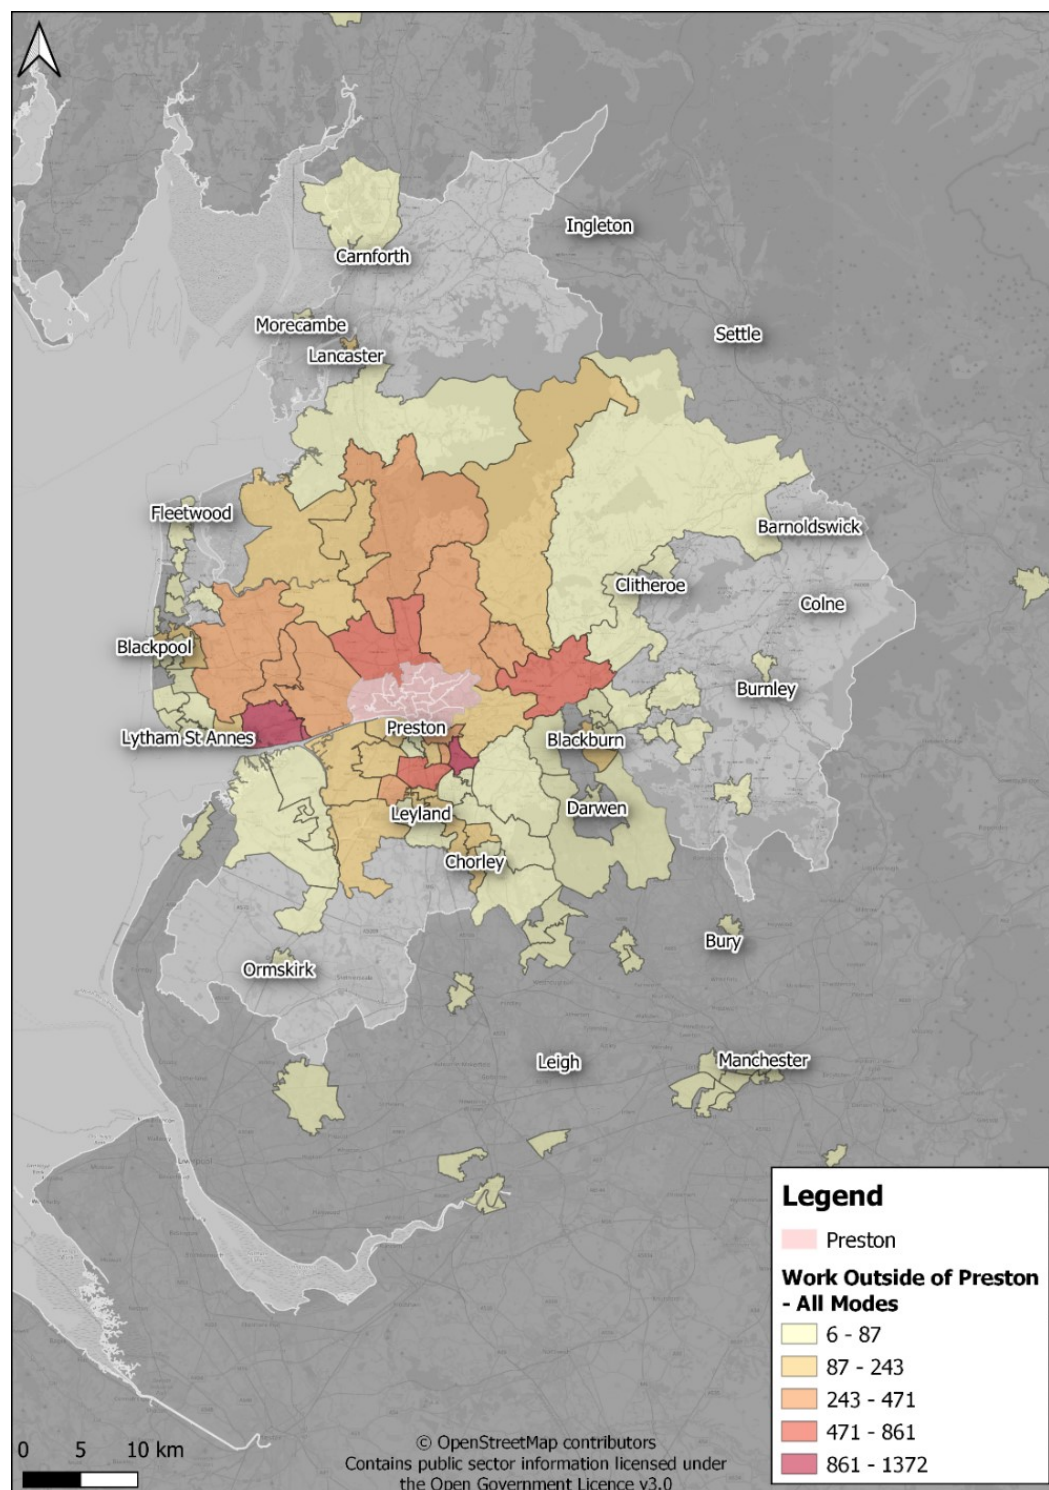 Ingleton
Carnforth
Morecambe
Settle
Lancaster
Fleetwood
Barnoldswick
Clitheroe
Colne
Blackpool
Burnley
Preston
Lytham St Annes
Blackburn
Leyland
Darwen
Chorley
Bury
Ormskirk
Leigh
Manchester
Legend
Preston
Work Outside of Preston
- All Modes
6 - 87
87 - 243
243 - 471
471 - 861
861 - 1372
0 5 10 km
© OpenStreetMap contributors
Contains public sector information licensed under
the Open Government Licence v3.0